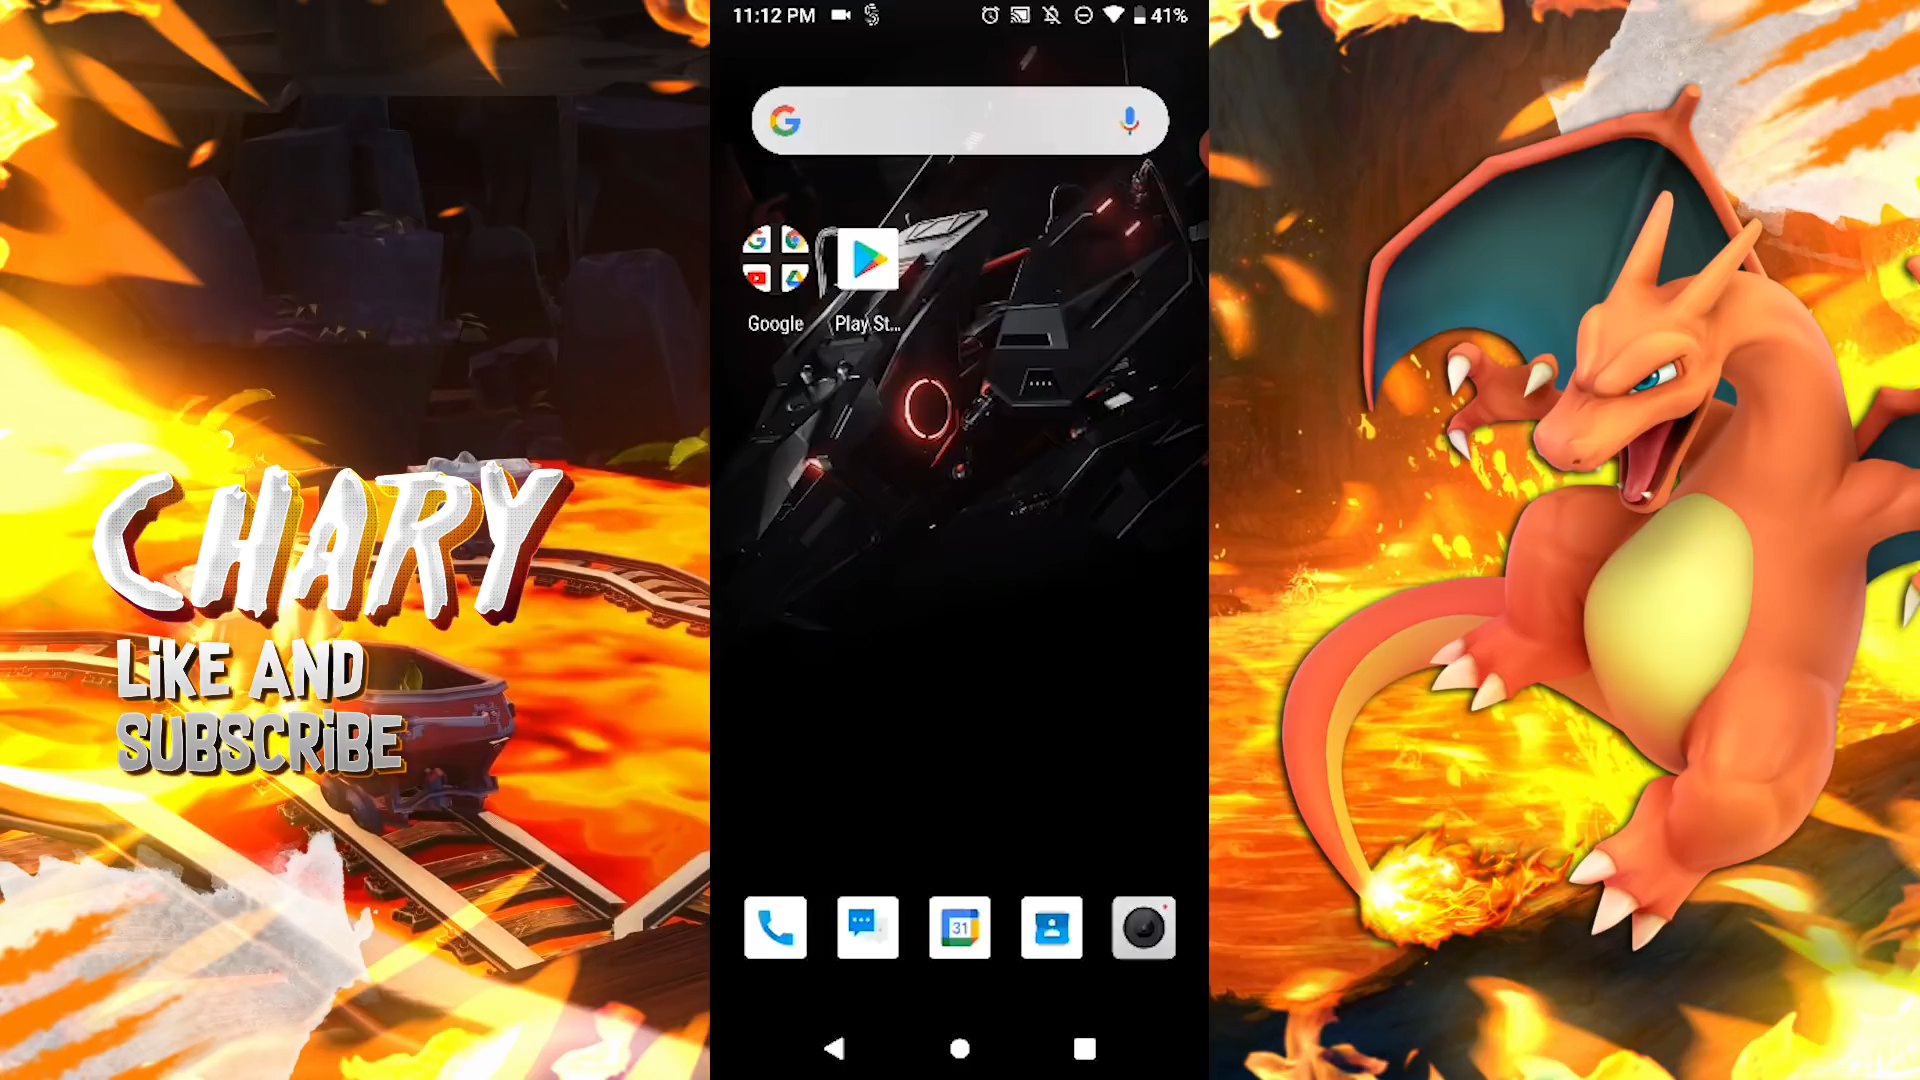 11:12 PM
41%
Google
Play St...
31
CHARY
LiKE AND
SUBSCRiBE